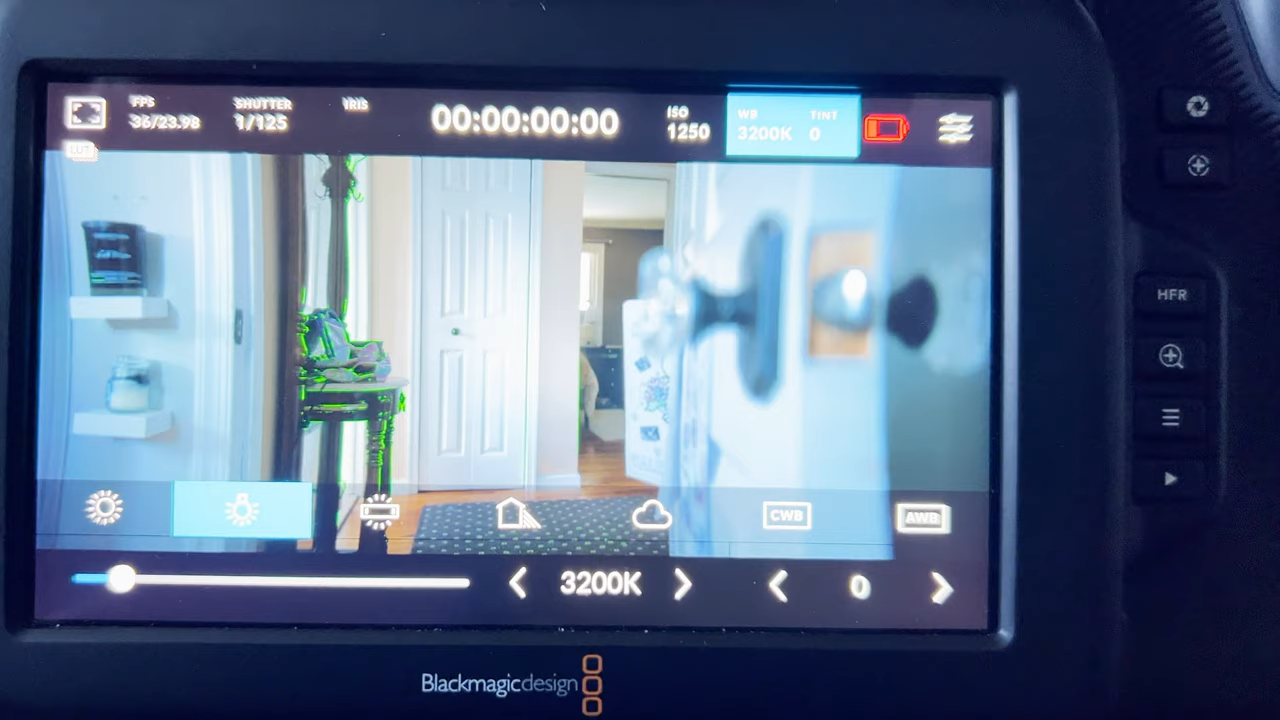 FPS
36/23.98
SHUTTER
1/125
IRIS
00:00:00:00
ISO
1250
WB
3200K
TINT
0
LUT
HFR
CWB
AWB
3200K
0
Blackmagicdesign